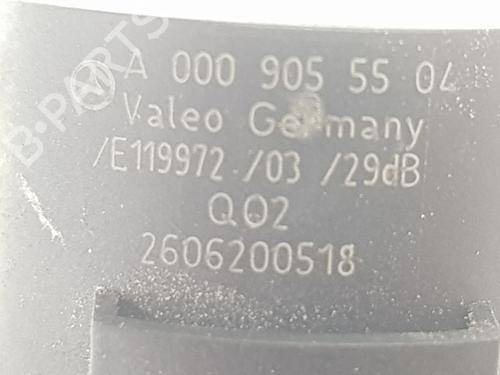 B-PARTS
A 000 905 55 04
Valeo Germany
/E119972 /03 /29dB
Q02
2606200518